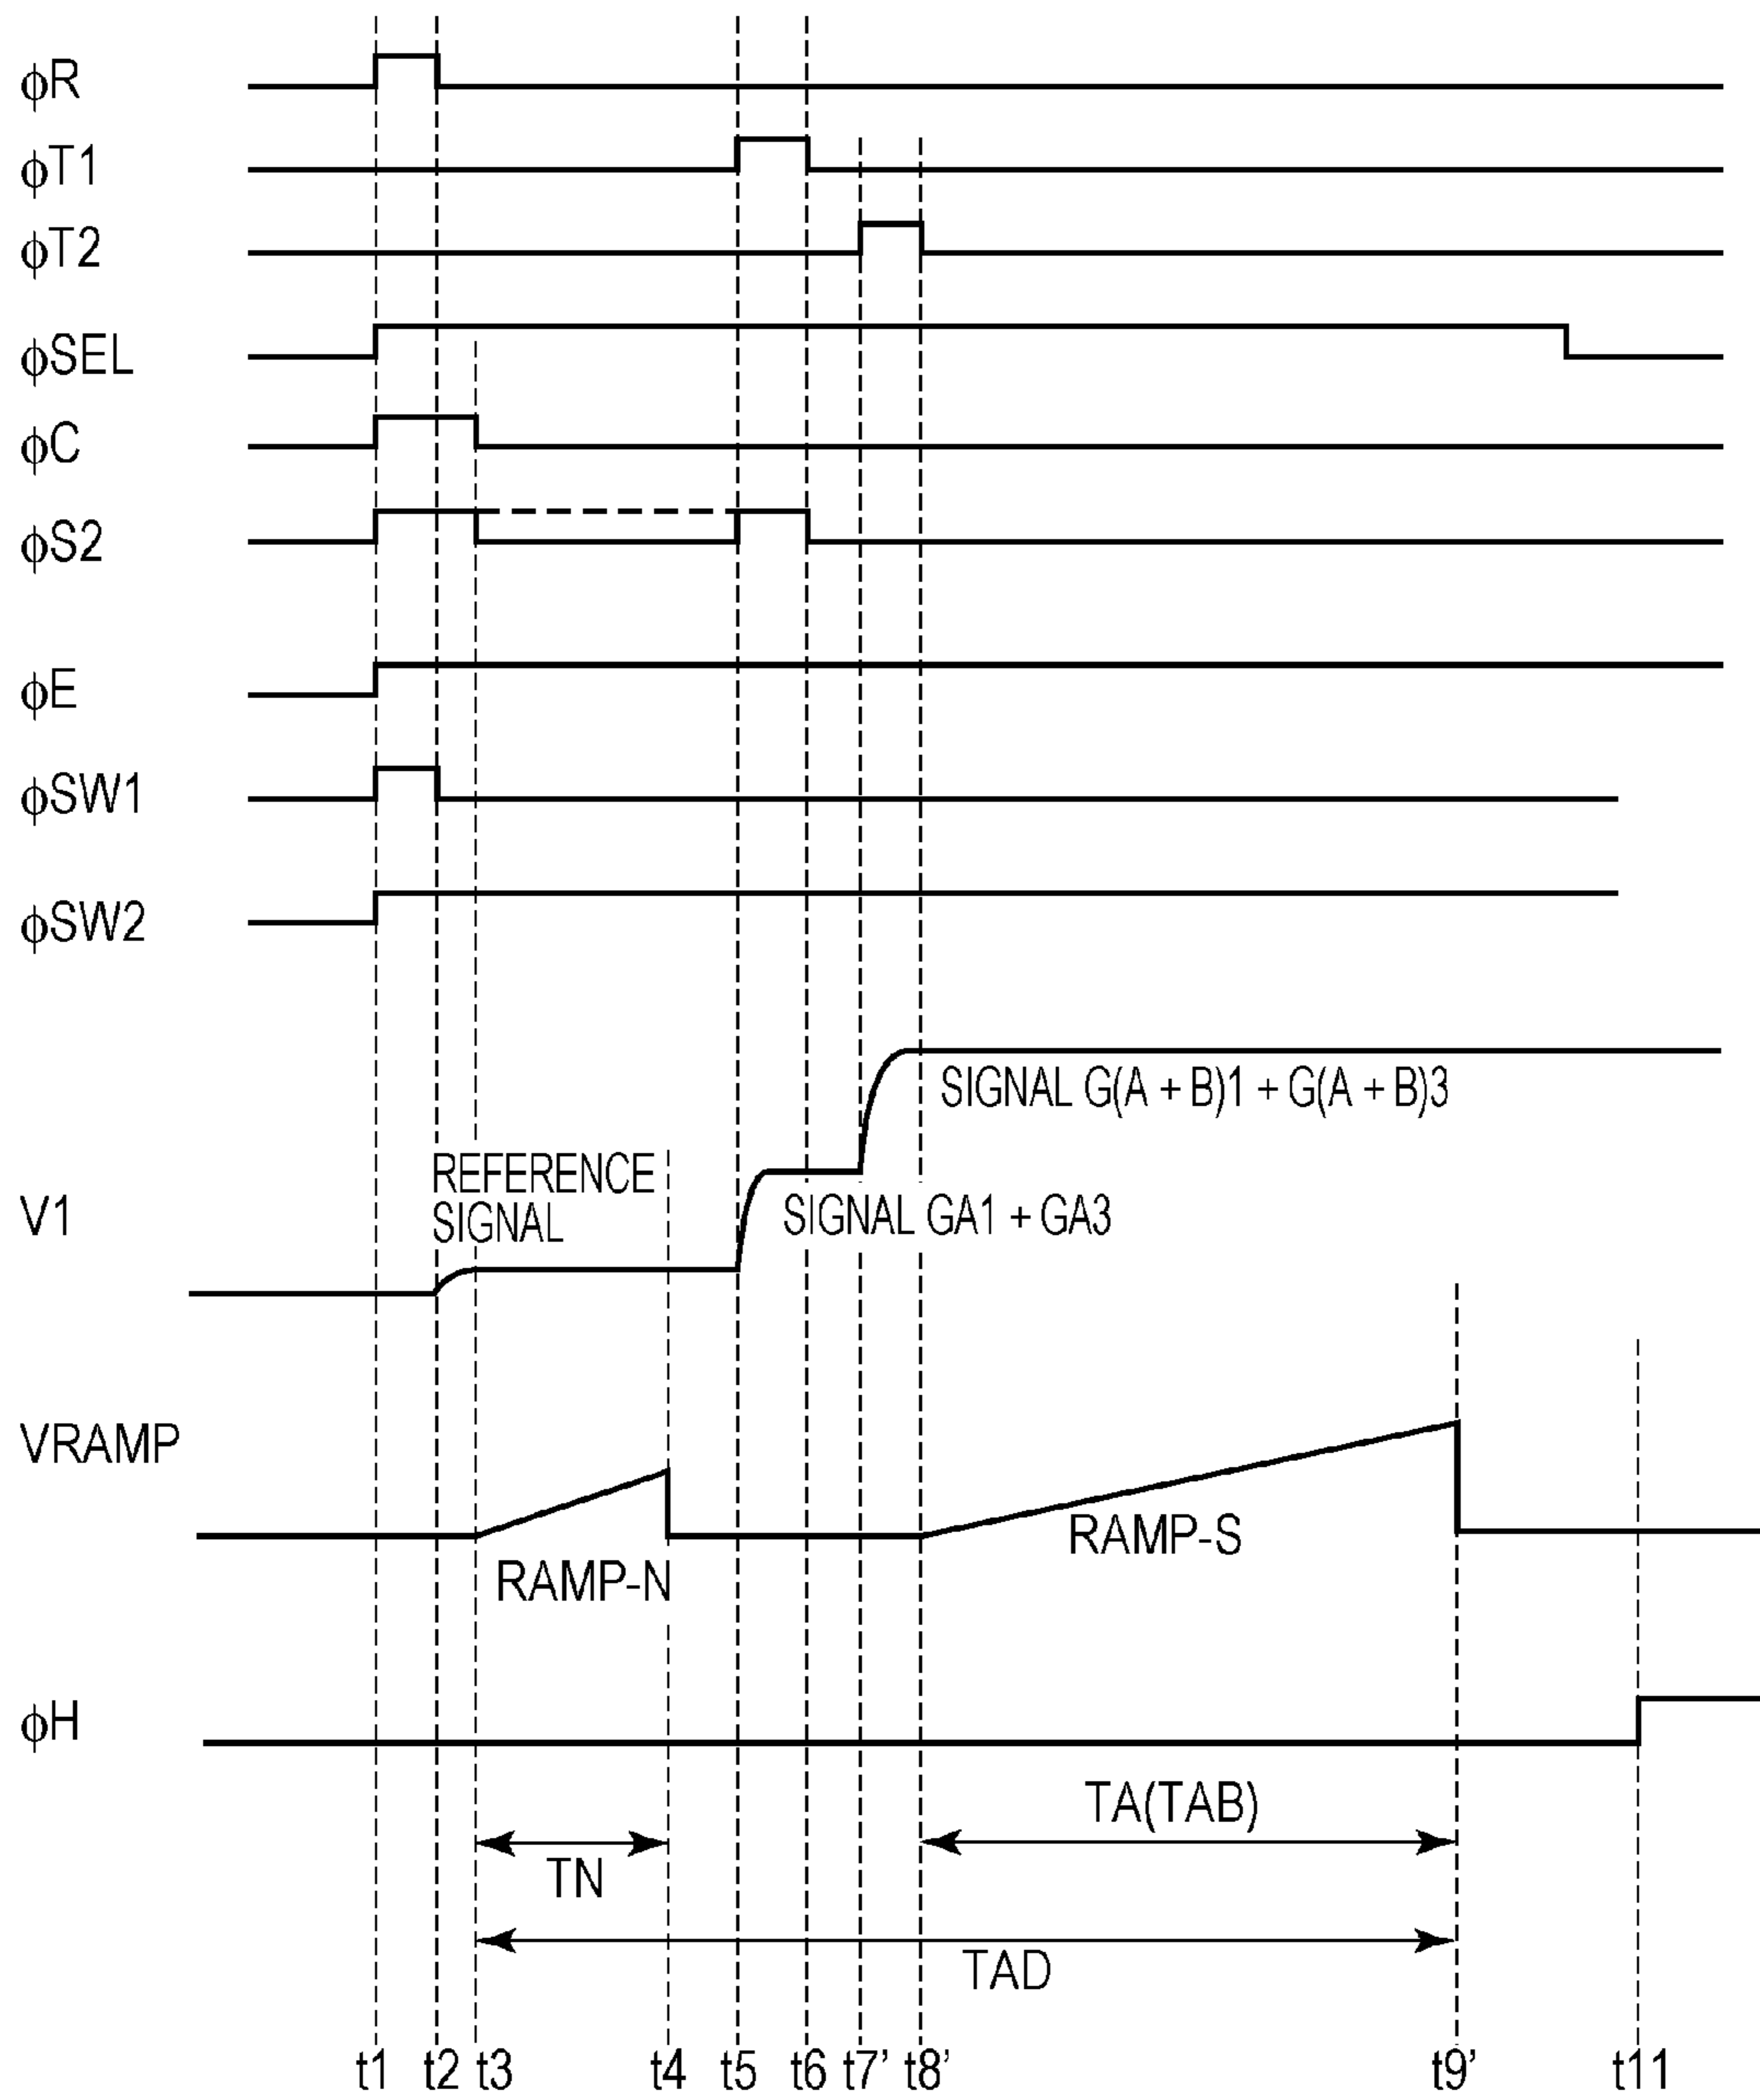 ϕR
ϕT1
ϕT2
ϕSEL
ϕC
ϕS2
ϕE
ϕSW1
ϕSW2
SIGNAL G(A + B)1 + G(A + B)3
REFERENCE
SIGNAL
V1
SIGNAL GA1 + GA3
VRAMP
RAMP-S
RAMP-N
ϕH
TA(TAB)
TN
TAD
t1 t2 t3 t4 t5 t6 t7' t8' t9' t11